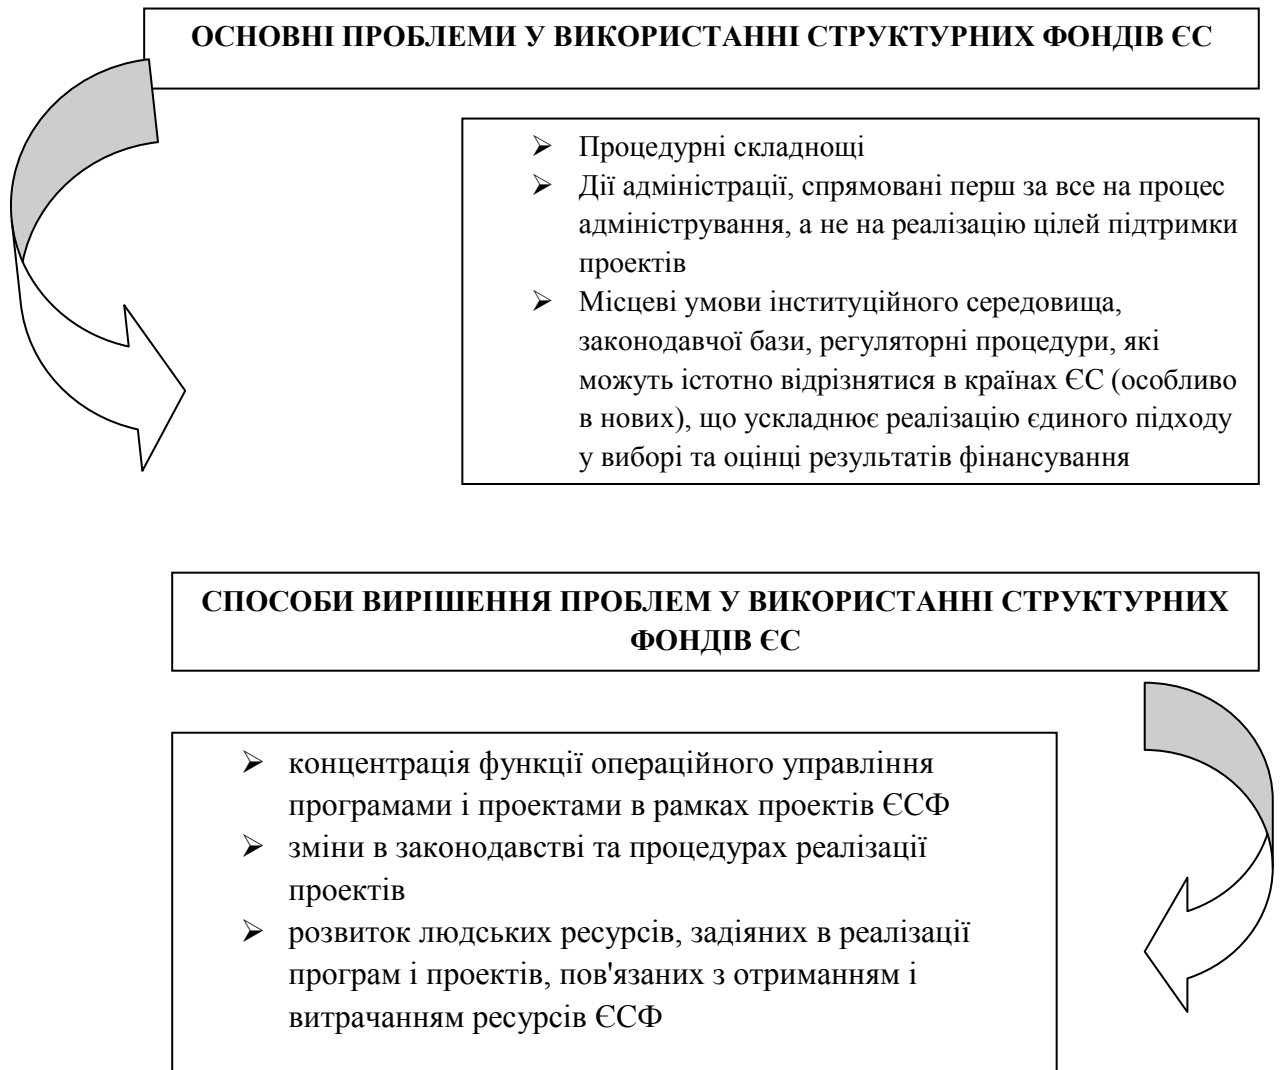 ОСНОВНІ ПРОБЛЕМИ У ВИКОРИСТАННІ СТРУКТУРНИХ ФОНДІВ ЄС
➢ Процедурні складнощі
➢ Дії адміністрації, спрямовані перш за все на процес
адміністрування, а не на реалізацію цілей підтримки
проектів
➢ Місцеві умови інституційного середовища,
законодавчої бази, регуляторні процедури, які
можуть істотно відрізнятися в країнах ЄС (особливо
в нових), що ускладнює реалізацію єдиного підходу
у виборі та оцінці результатів фінансування
СПОСОБИ ВИРІШЕННЯ ПРОБЛЕМ У ВИКОРИСТАННІ СТРУКТУРНИХ
ФОНДІВ ЄС
➢ концентрація функції операційного управління
програмами і проектами в рамках проектів ЄСФ
➢ зміни в законодавстві та процедурах реалізації
проектів
➢ розвиток людських ресурсів, задіяних в реалізації
програм і проектів, пов'язаних з отриманням і
витрачанням ресурсів ЄСФ